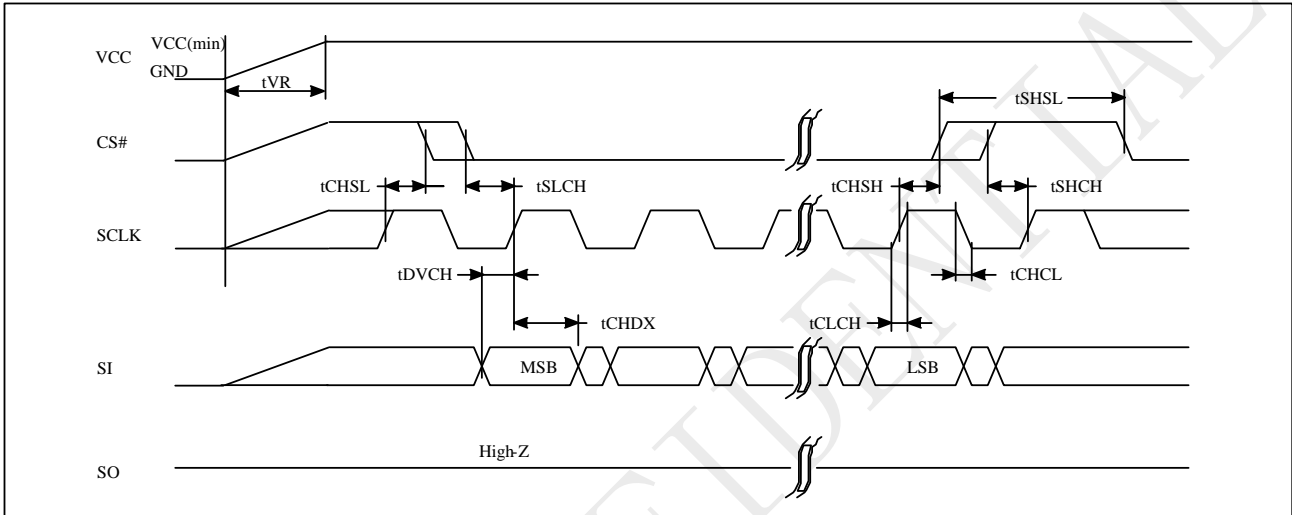 VCC(min)
VCC
GND
tVR
tSHSL
CS#
tCHSL
tSLCH
tCHSH
tSHCH
SCLK
tDVCH
tCHCL
tCHDX
tCLCH
SI
MSB
LSB
High-Z
SO
FIDENTIAL